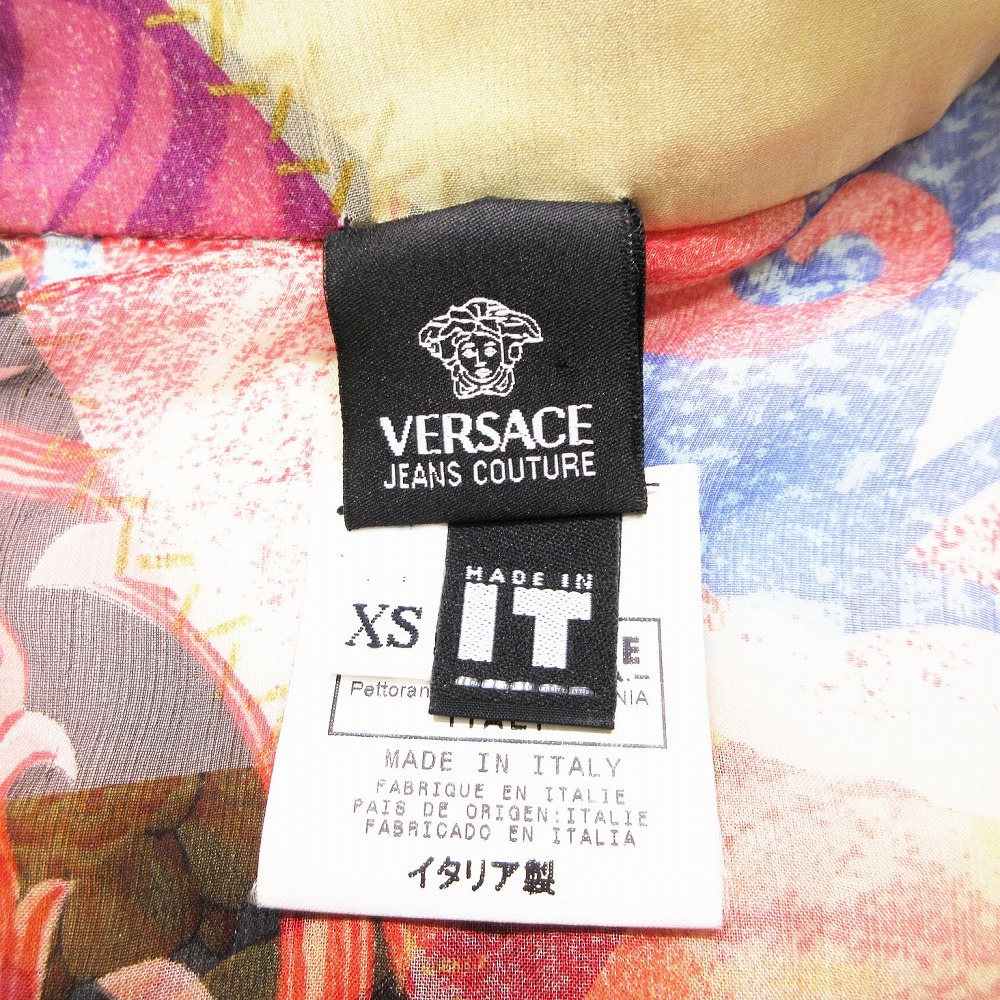 VERSACE
JEANS COUTURE
MADE IN
IT
XS
E
Pettoran NIA
ITALY
MADE IN ITALY
FABRIQUE EN ITALIE
PAIS DE ORIGEN:ITALIE
FABRICADO EN ITALIA
イタリア製